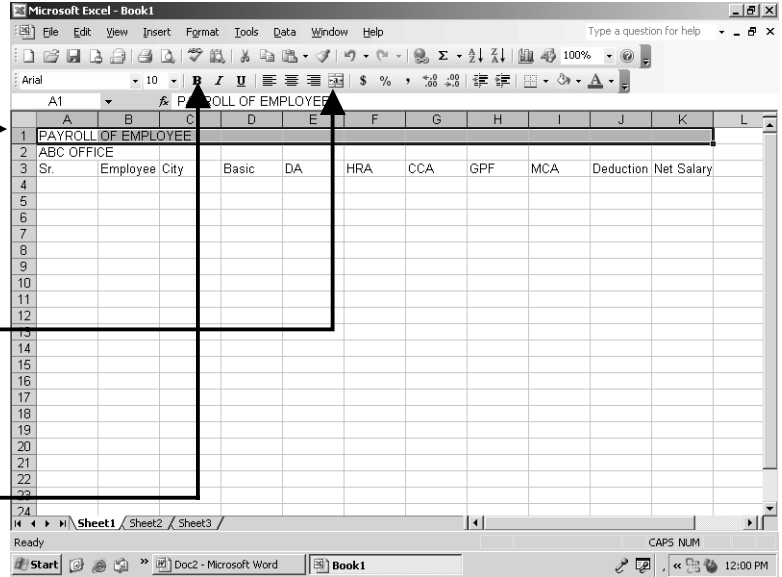 Microsoft Excel - Book1
File Edit View Insert Format Tools Data Window Help Type a question for help
100%
Arial 10 B I U $ % ,
A1 fx PAYROLL OF EMPLOYEE
A B C D E F G H I J K L
1 PAYROLL OF EMPLOYEE
2 ABC OFFICE
3 Sr. Employee City Basic DA HRA CCA GPF MCA Deduction Net Salary
4
5
6
7
8
9
10
11
12
13
14
15
16
17
18
19
20
21
22
23
24
Sheet1 Sheet2 Sheet3
Ready CAPS NUM
Start » Doc2 - Microsoft Word Book1 « 12:00 PM